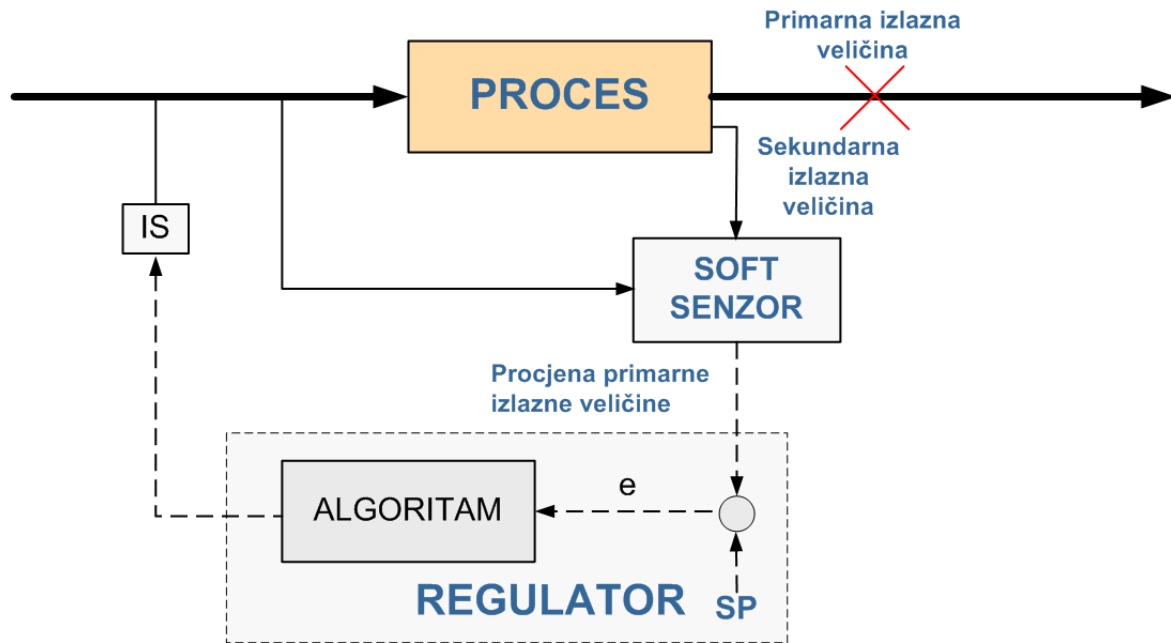 Primarna izlazna
veličina
PROCES
Sekundarna
izlazna
veličina
IS
SOFT
SENZOR
Procjena primarne
izlazne veličine
e
ALGORITAM
REGULATOR
SP